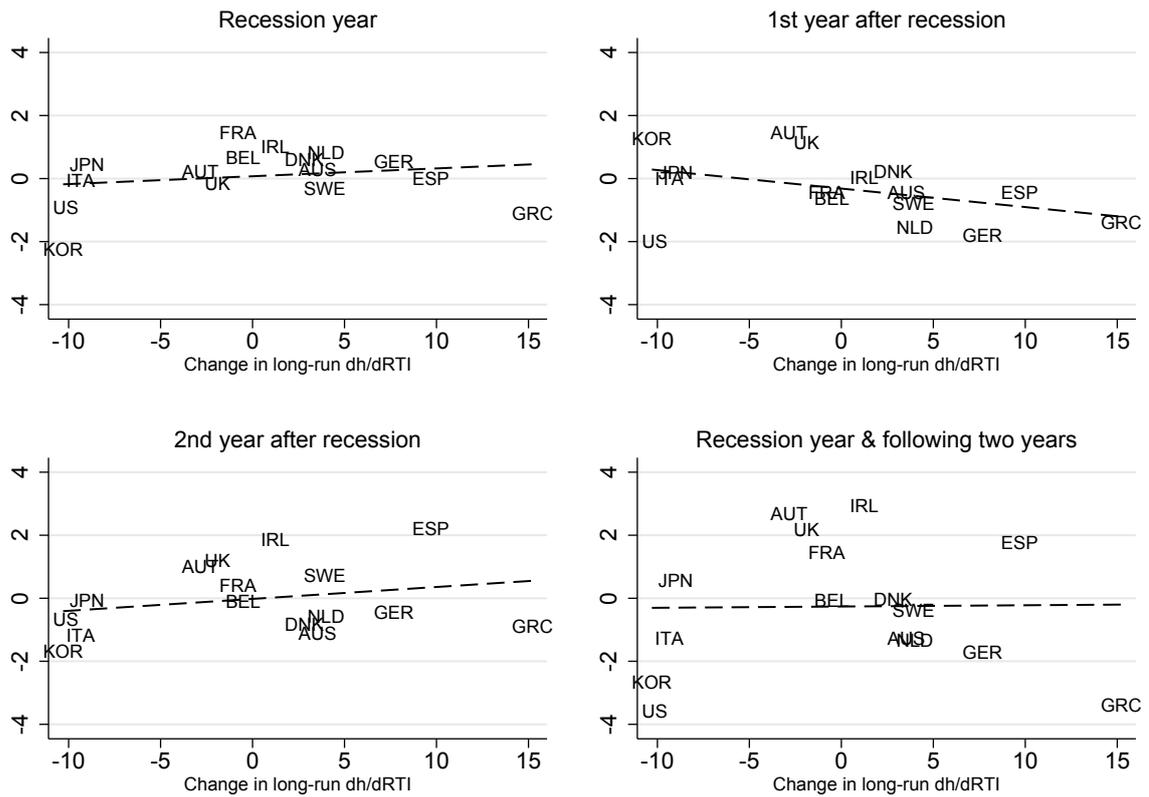 Recession year
4
2
0
-2
-4
FRA
IRL
NLD
BEL
DNK
GER
JPN
AUS
AUT
ESP
ITA
UK
SWE
US
GRC
KOR
-10 -5 0 5 10 15
Change in long-run dh/dRTI
1st year after recession
4
2
0
-2
-4
AUT
KOR
UK
JPN
DNK
ITA
IRL
FRA
AUS
ESP
BEL
SWE
GRC
NLD
GER
US
-10 -5 0 5 10 15
Change in long-run dh/dRTI
2nd year after recession
4
2
0
-2
-4
ESP
IRL
UK
AUT
SWE
FRA
JPN
BEL
GER
NLD
US
DNK
GRC
AUS
ITA
KOR
-10 -5 0 5 10 15
Change in long-run dh/dRTI
Recession year & following two years
4
2
0
-2
-4
IRL
AUT
UK
ESP
FRA
JPN
BEL
DNK
SWE
ITA
AUS
NLD
GER
KOR
GRC
US
-10 -5 0 5 10 15
Change in long-run dh/dRTI